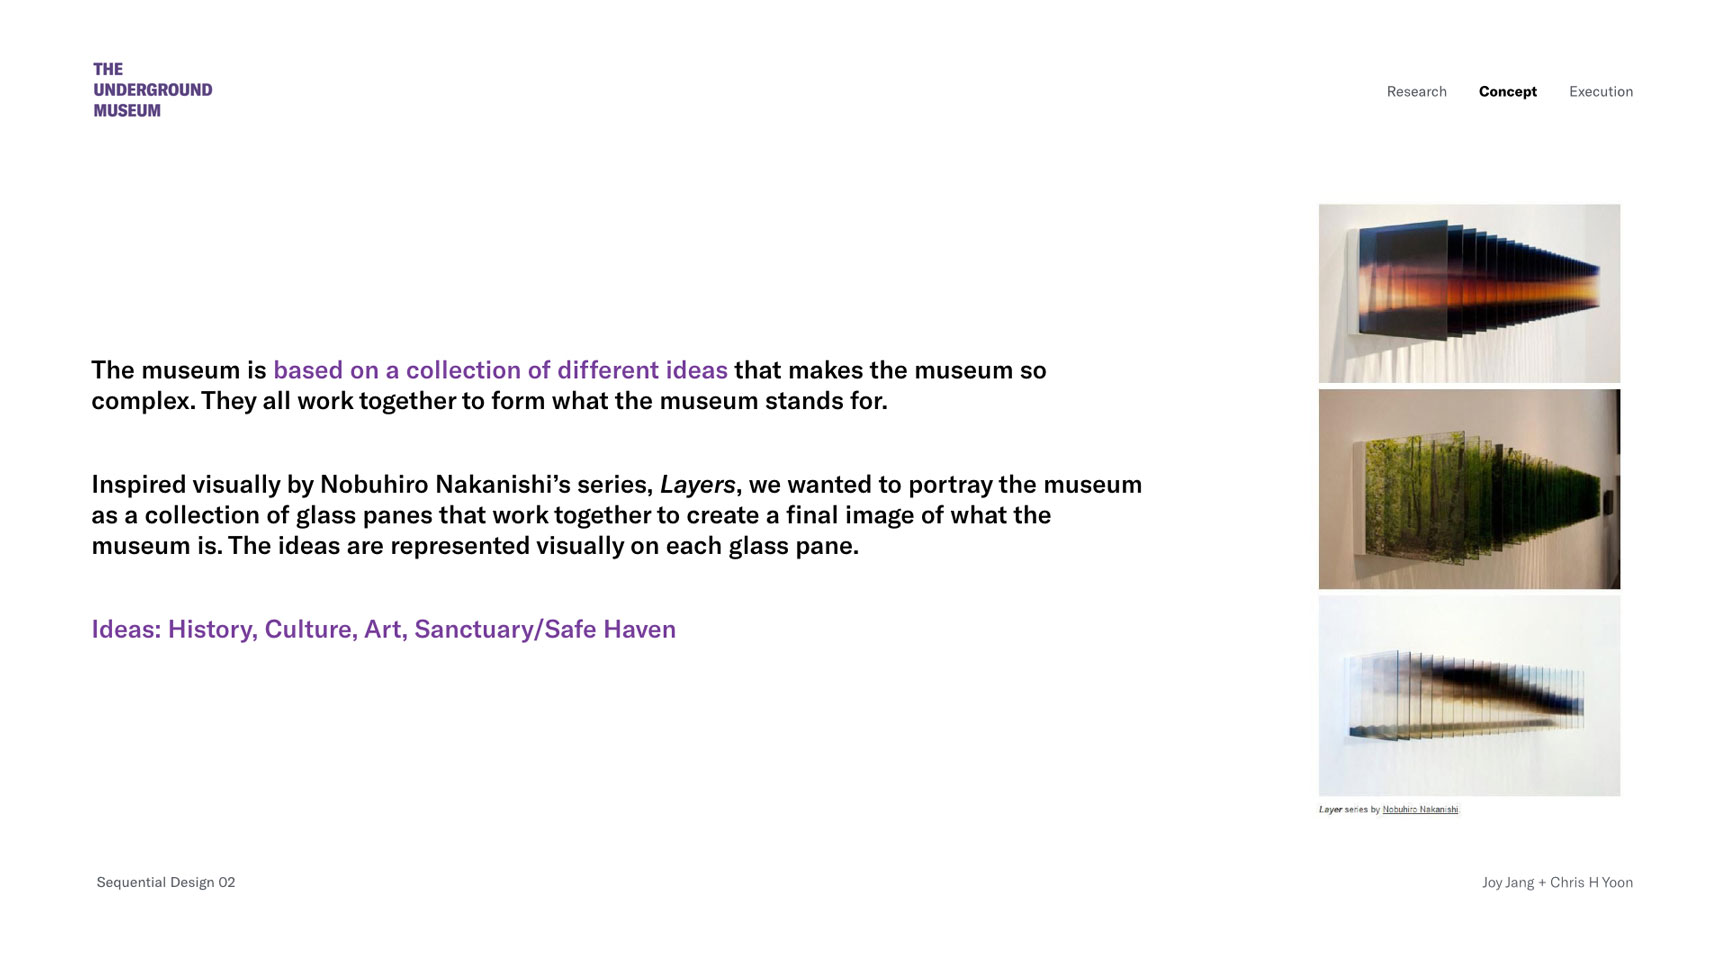 THE
UNDERGROUND
MUSEUM
Research
Concept
Execution
The museum is based on a collection of different ideas that makes the museum so
complex. They all work together to form what the museum stands for.
Inspired visually by Nobuhiro Nakanishi’s series, Layers, we wanted to portray the museum
as a collection of glass panes that work together to create a final image of what the
museum is. The ideas are represented visually on each glass pane.
Ideas: History, Culture, Art, Sanctuary/Safe Haven
Layer series by Nobuhiro Nakanishi.
Sequential Design 02
Joy Jang + Chris H Yoon